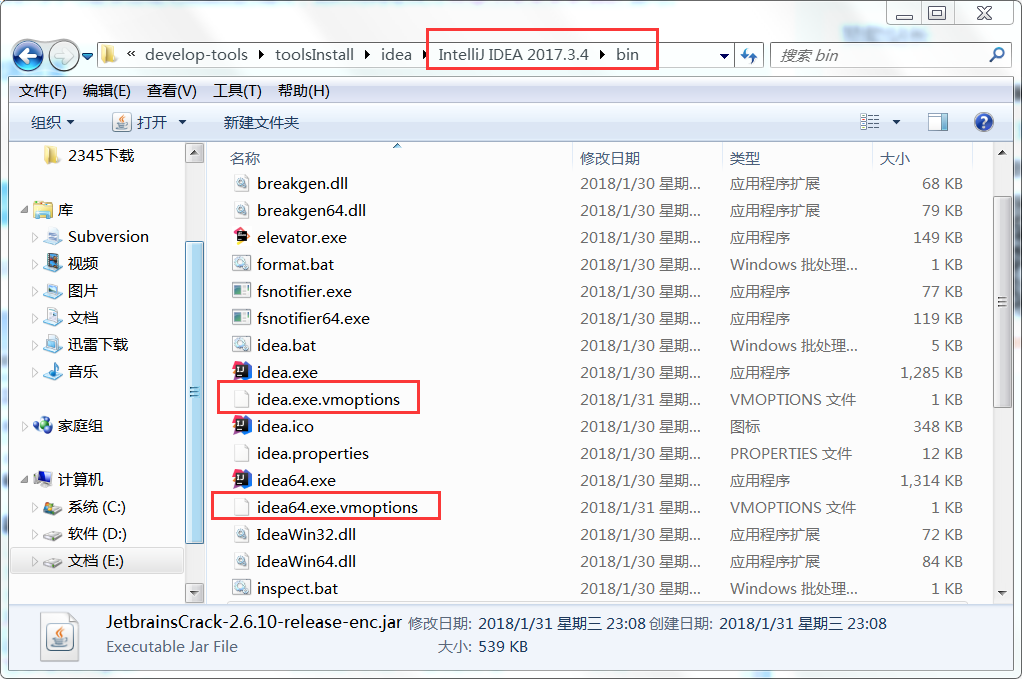 « develop-tools toolsInstall idea IntelliJ IDEA 2017.3.4 bin 搜索 bin
文件(F) 编辑(E) 查看(V) 工具(T) 帮助(H)
组织 打开 新建文件夹
2345下载
库
Subversion
视频
图片
文档
迅雷下载
音乐
家庭组
计算机
系统 (C:)
软件 (D:)
文档 (E:)
名称 修改日期 类型 大小
breakgen.dll 2018/1/30 星期... 应用程序扩展 68 KB
breakgen64.dll 2018/1/30 星期... 应用程序扩展 79 KB
elevator.exe 2018/1/30 星期... 应用程序 149 KB
format.bat 2018/1/30 星期... Windows 批处理... 1 KB
fsnotifier.exe 2018/1/30 星期... 应用程序 77 KB
fsnotifier64.exe 2018/1/30 星期... 应用程序 119 KB
idea.bat 2018/1/30 星期... Windows 批处理... 5 KB
idea.exe 2018/1/30 星期... 应用程序 1,285 KB
idea.exe.vmoptions 2018/1/31 星期... VMOPTIONS 文件 1 KB
idea.ico 2018/1/30 星期... 图标 348 KB
idea.properties 2018/1/30 星期... PROPERTIES 文件 12 KB
idea64.exe 2018/1/30 星期... 应用程序 1,314 KB
idea64.exe.vmoptions 2018/1/31 星期... VMOPTIONS 文件 1 KB
IdeaWin32.dll 2018/1/30 星期... 应用程序扩展 72 KB
IdeaWin64.dll 2018/1/30 星期... 应用程序扩展 84 KB
inspect.bat 2018/1/30 星期... Windows 批处理... 1 KB
JetbrainsCrack-2.6.10-release-enc.jar 修改日期: 2018/1/31 星期三 23:08 创建日期: 2018/1/31 星期三 23:08
Executable Jar File 大小: 539 KB